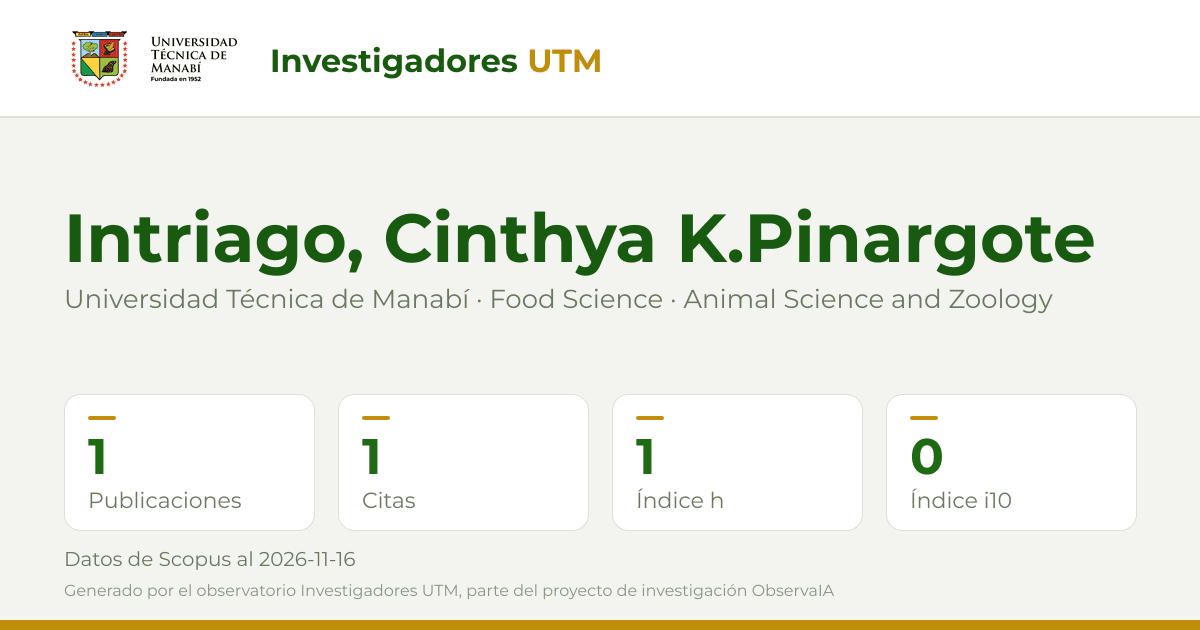 UNIVERSIDAD
TÉCNICA DE
MANABÍ
Fundada en 1952
Investigadores UTM
Intriago, Cinthya K.Pinargote
Universidad Técnica de Manabí · Food Science · Animal Science and Zoology
1
Publicaciones
1
Citas
1
Índice h
0
Índice i10
Datos de Scopus al 2026-11-16
Generado por el observatorio Investigadores UTM, parte del proyecto de investigación ObservaIA